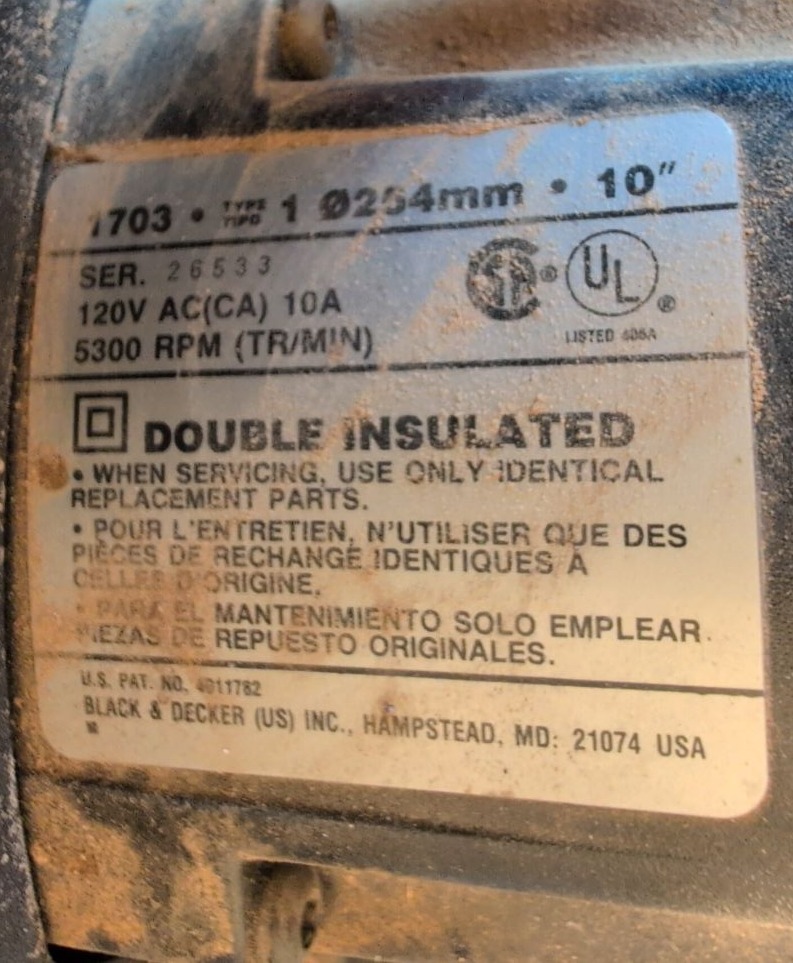 1703 • TYPE TIPO 1 Ø254mm • 10"
SER. 26533
120V AC(CA) 10A
5300 RPM (TR/MIN)
UL
LISTED
DOUBLE INSULATED
• WHEN SERVICING, USE ONLY IDENTICAL
REPLACEMENT PARTS.
• POUR L'ENTRETIEN, N'UTILISER QUE DES
PIÈCES DE RECHANGE IDENTIQUES À
CELLES D'ORIGINE.
• PARA EL MANTENIMIENTO SOLO EMPLEAR
PIEZAS DE REPUESTO ORIGINALES.
U.S. PAT. NO.
BLACK & DECKER (US) INC., HAMPSTEAD, MD: 21074 USA